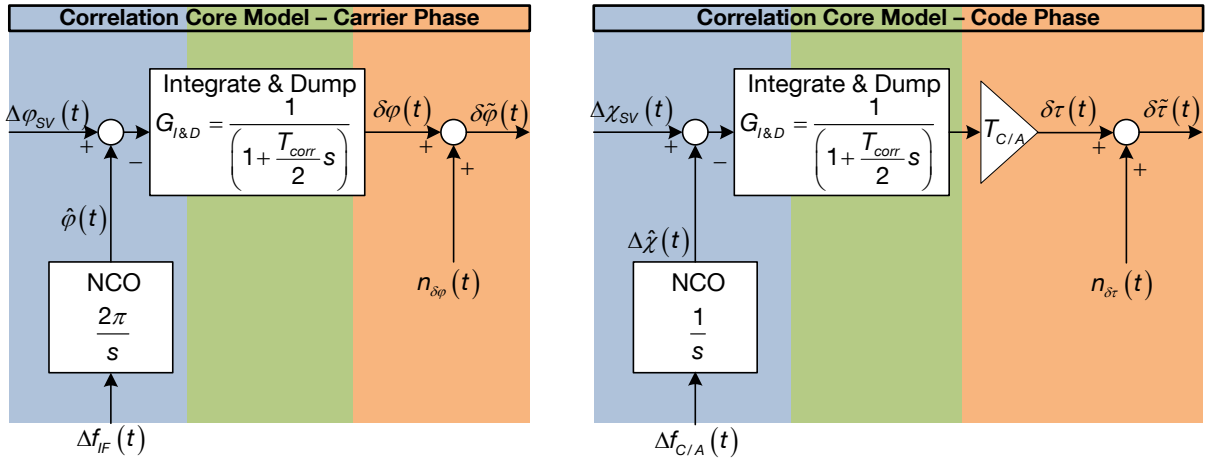 Correlation Core Model – Carrier Phase
Δφ_SV(t)
+
−
Integrate & Dump
G_I&D = 1 / (1 + T_corr/2 s)
δφ(t)
+
+
δφ̃(t)
φ̂(t)
NCO
2π/s
Δf_IF(t)
n_δφ(t)
Correlation Core Model – Code Phase
Δχ_SV(t)
+
−
Integrate & Dump
G_I&D = 1 / (1 + T_corr/2 s)
T_C/A
δτ(t)
+
+
δτ̃(t)
Δχ̂(t)
NCO
1/s
Δf_C/A(t)
n_δτ(t)